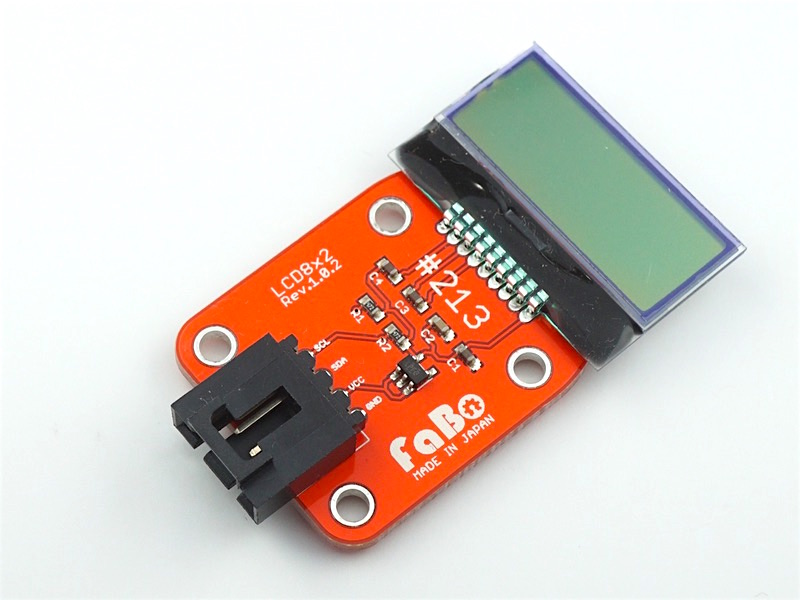 LCD8x2
Rev.1.0.2
#213
C4
C3
C2
C1
R1
R2
SCL
SDA
VCC
GND
FaBo
MADE IN JAPAN